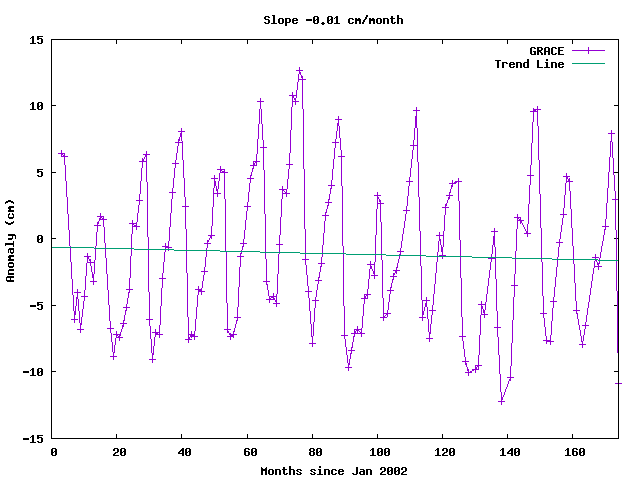 Slope -0.01 cm/month
GRACE
Trend Line
15
10
5
0
-5
-10
-15
Anomaly (cm)
0 20 40 60 80 100 120 140 160
Months since Jan 2002